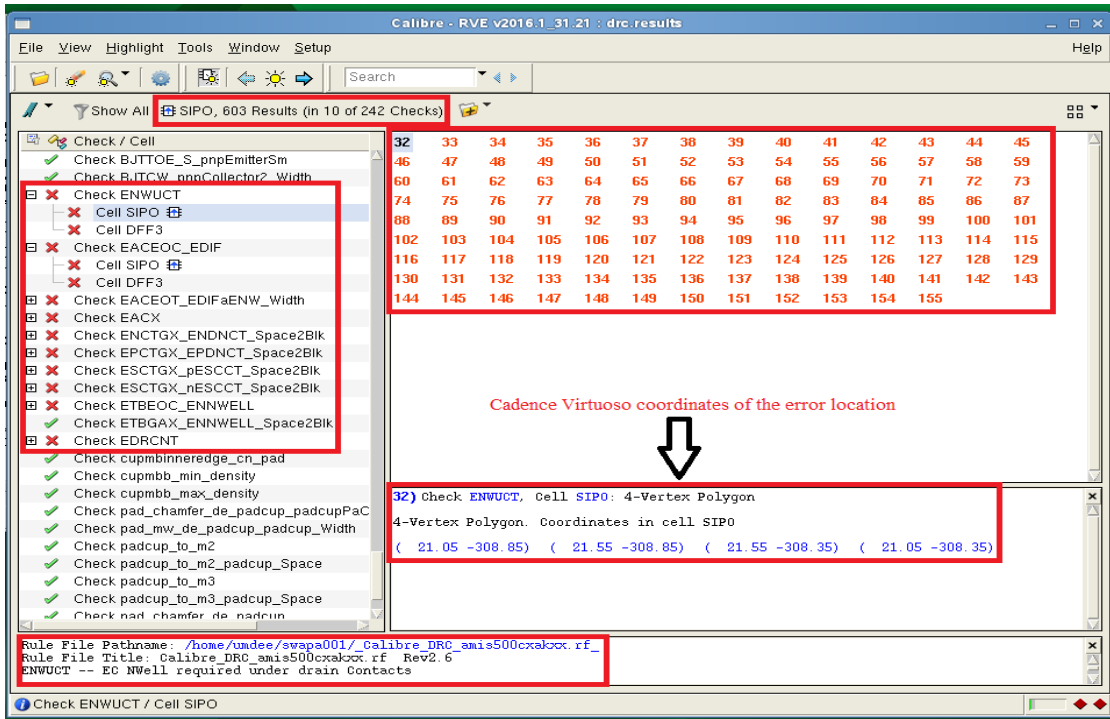 Calibre - RVE v2016.1_31.21 : drc.results
File View Highlight Tools Window Setup Help
Search
Show All SIPO, 603 Results (in 10 of 242 Checks)
Check / Cell
Check BJTTOE_S_pnpEmitterSm
Check BJTCW_pnpCollector2_Width
Check ENWUCT
Cell SIPO
Cell DFF3
Check EACEOC_EDIF
Cell SIPO
Cell DFF3
Check EACEOT_EDIFaENW_Width
Check EACX
Check ENCTGX_ENDNCT_Space2Blk
Check EPCTGX_EPDNCT_Space2Blk
Check ESCTGX_pESCCT_Space2Blk
Check ESCTGX_nESCCT_Space2Blk
Check ETBEOC_ENNWELL
Check ETBGAX_ENNWELL_Space2Blk
Check EDRCNT
Check cupmbinneredge_cn_pad
Check cupmbb_min_density
Check cupmbb_max_density
Check pad_chamfer_de_padcup_padcupPaC
Check pad_mw_de_padcup_padcup_Width
Check padcup_to_m2
Check padcup_to_m2_padcup_Space
Check padcup_to_m3
Check padcup_to_m3_padcup_Space
Check pad_chamfer_de_padcup
32 33 34 35 36 37 38 39 40 41 42 43 44 45
46 47 48 49 50 51 52 53 54 55 56 57 58 59
60 61 62 63 64 65 66 67 68 69 70 71 72 73
74 75 76 77 78 79 80 81 82 83 84 85 86 87
88 89 90 91 92 93 94 95 96 97 98 99 100 101
102 103 104 105 106 107 108 109 110 111 112 113 114 115
116 117 118 119 120 121 122 123 124 125 126 127 128 129
130 131 132 133 134 135 136 137 138 139 140 141 142 143
144 145 146 147 148 149 150 151 152 153 154 155
Cadence Virtuoso coordinates of the error location
32) Check ENWUCT, Cell SIPO: 4-Vertex Polygon
4-Vertex Polygon. Coordinates in cell SIPO
( 21.05 -308.85) ( 21.55 -308.85) ( 21.55 -308.35) ( 21.05 -308.35)
Rule File Pathname: /home/umdee/swapa001/_Calibre_DRC_amis500cxakxx.rf_
Rule File Title: Calibre_DRC_amis500cxakxx.rf Rev2.6
ENWUCT -- EC NWell required under drain Contacts
Check ENWUCT / Cell SIPO